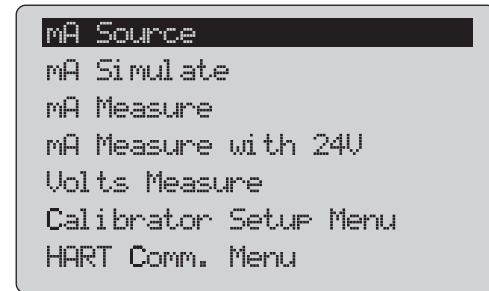 mA Source
mA Simulate
mA Measure
mA Measure with 24V
Volts Measure
Calibrator Setup Menu
HART Comm. Menu